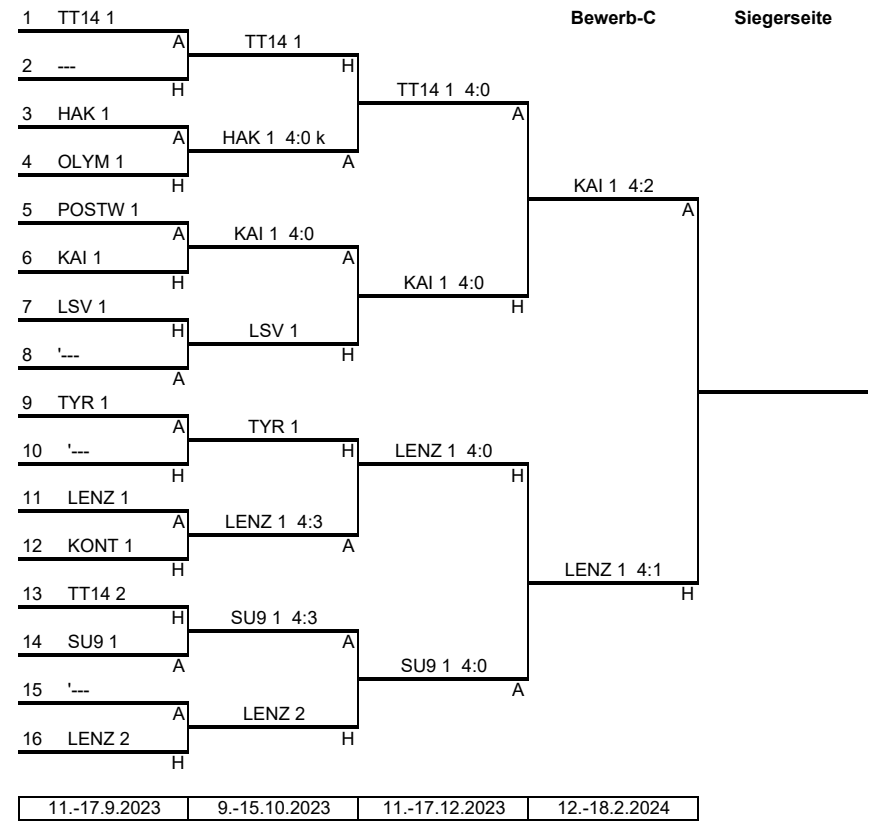 1 TT14 1 Bewerb-C Siegerseite
A TT14 1
2 --- H
H TT14 1 4:0
3 HAK 1 A
A HAK 1 4:0 k
4 OLYM 1 A
H KAI 1 4:2
5 POSTW 1 A
A KAI 1 4:0
6 KAI 1 A
H KAI 1 4:0
7 LSV 1 H
H LSV 1
8 '--- H
A
9 TYR 1
A TYR 1
10 '--- H LENZ 1 4:0
H H
11 LENZ 1
A LENZ 1 4:3
12 KONT 1 A
H LENZ 1 4:1
13 TT14 2 H
H SU9 1 4:3
14 SU9 1 A
A SU9 1 4:0
15 '--- A
A LENZ 2
16 LENZ 2 H
H
11.-17.9.2023 9.-15.10.2023 11.-17.12.2023 12.-18.2.2024